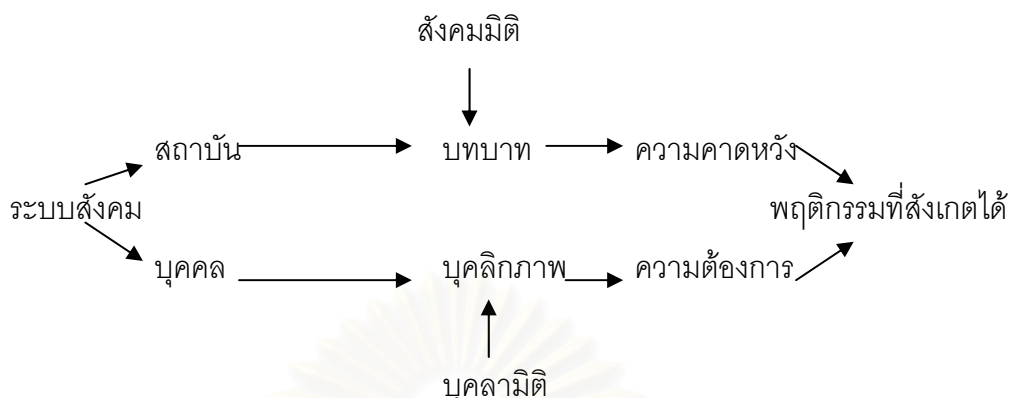 สังคมมิติ
สถาบัน บทบาท ความคาดหวัง
ระบบสังคม พฤติกรรมที่สังเกตได้
บุคคล บุคลิกภาพ ความต้องการ
บุคลามิติ